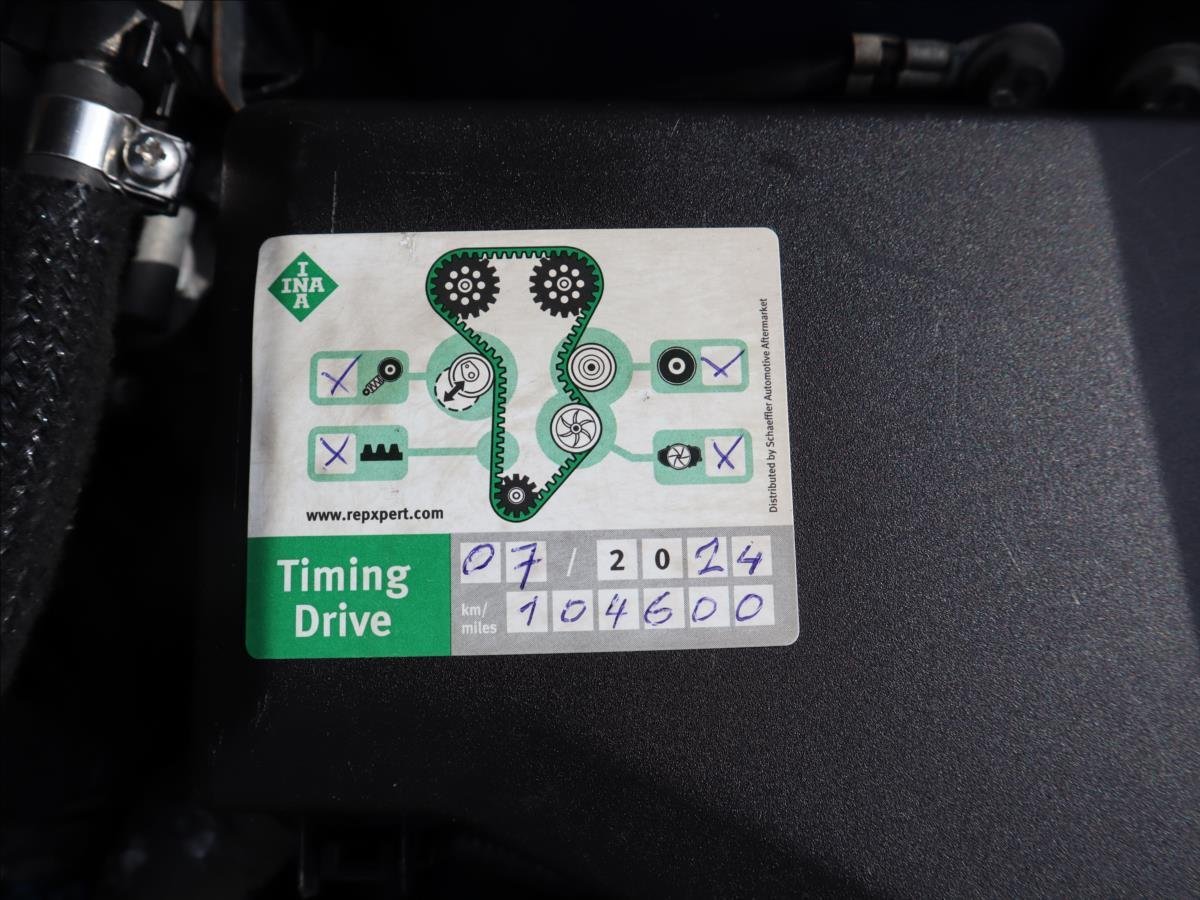 INA
www.repxpert.com
Distributed by Schaeffler Automotive Aftermarket
Timing
Drive
07 / 2024
km/
miles
104600